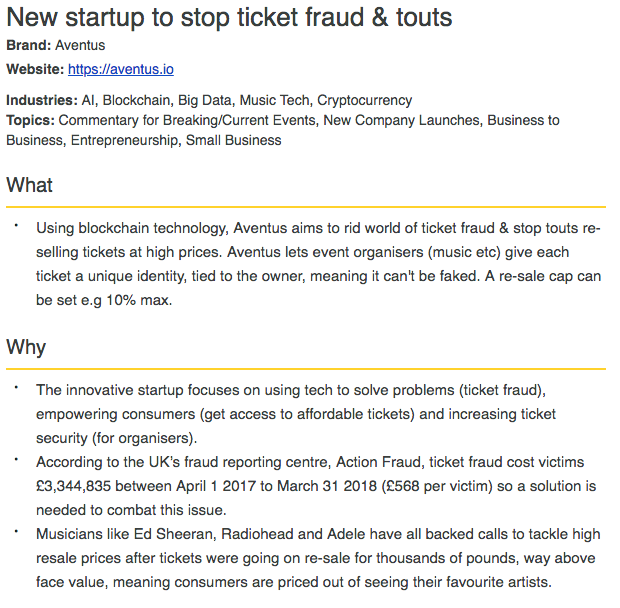 New startup to stop ticket fraud & touts
Brand: Aventus
Website: https://aventus.io
Industries: AI, Blockchain, Big Data, Music Tech, Cryptocurrency
Topics: Commentary for Breaking/Current Events, New Company Launches, Business to
Business, Entrepreneurship, Small Business
What
• Using blockchain technology, Aventus aims to rid world of ticket fraud & stop touts re-
selling tickets at high prices. Aventus lets event organisers (music etc) give each
ticket a unique identity, tied to the owner, meaning it can't be faked. A re-sale cap can
be set e.g 10% max.
Why
• The innovative startup focuses on using tech to solve problems (ticket fraud),
empowering consumers (get access to affordable tickets) and increasing ticket
security (for organisers).
• According to the UK’s fraud reporting centre, Action Fraud, ticket fraud cost victims
£3,344,835 between April 1 2017 to March 31 2018 (£568 per victim) so a solution is
needed to combat this issue.
• Musicians like Ed Sheeran, Radiohead and Adele have all backed calls to tackle high
resale prices after tickets were going on re-sale for thousands of pounds, way above
face value, meaning consumers are priced out of seeing their favourite artists.